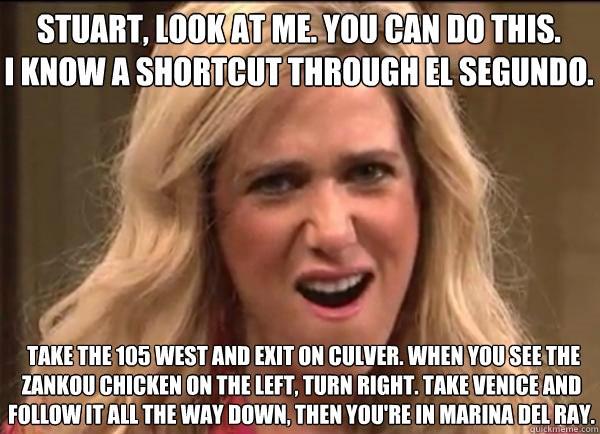 STUART, LOOK AT ME. YOU CAN DO THIS.
I KNOW A SHORTCUT THROUGH EL SEGUNDO.
TAKE THE 105 WEST AND EXIT ON CULVER. WHEN YOU SEE THE
ZANKOU CHICKEN ON THE LEFT, TURN RIGHT. TAKE VENICE AND
FOLLOW IT ALL THE WAY DOWN, THEN YOU'RE IN MARINA DEL RAY.
quickmeme.com